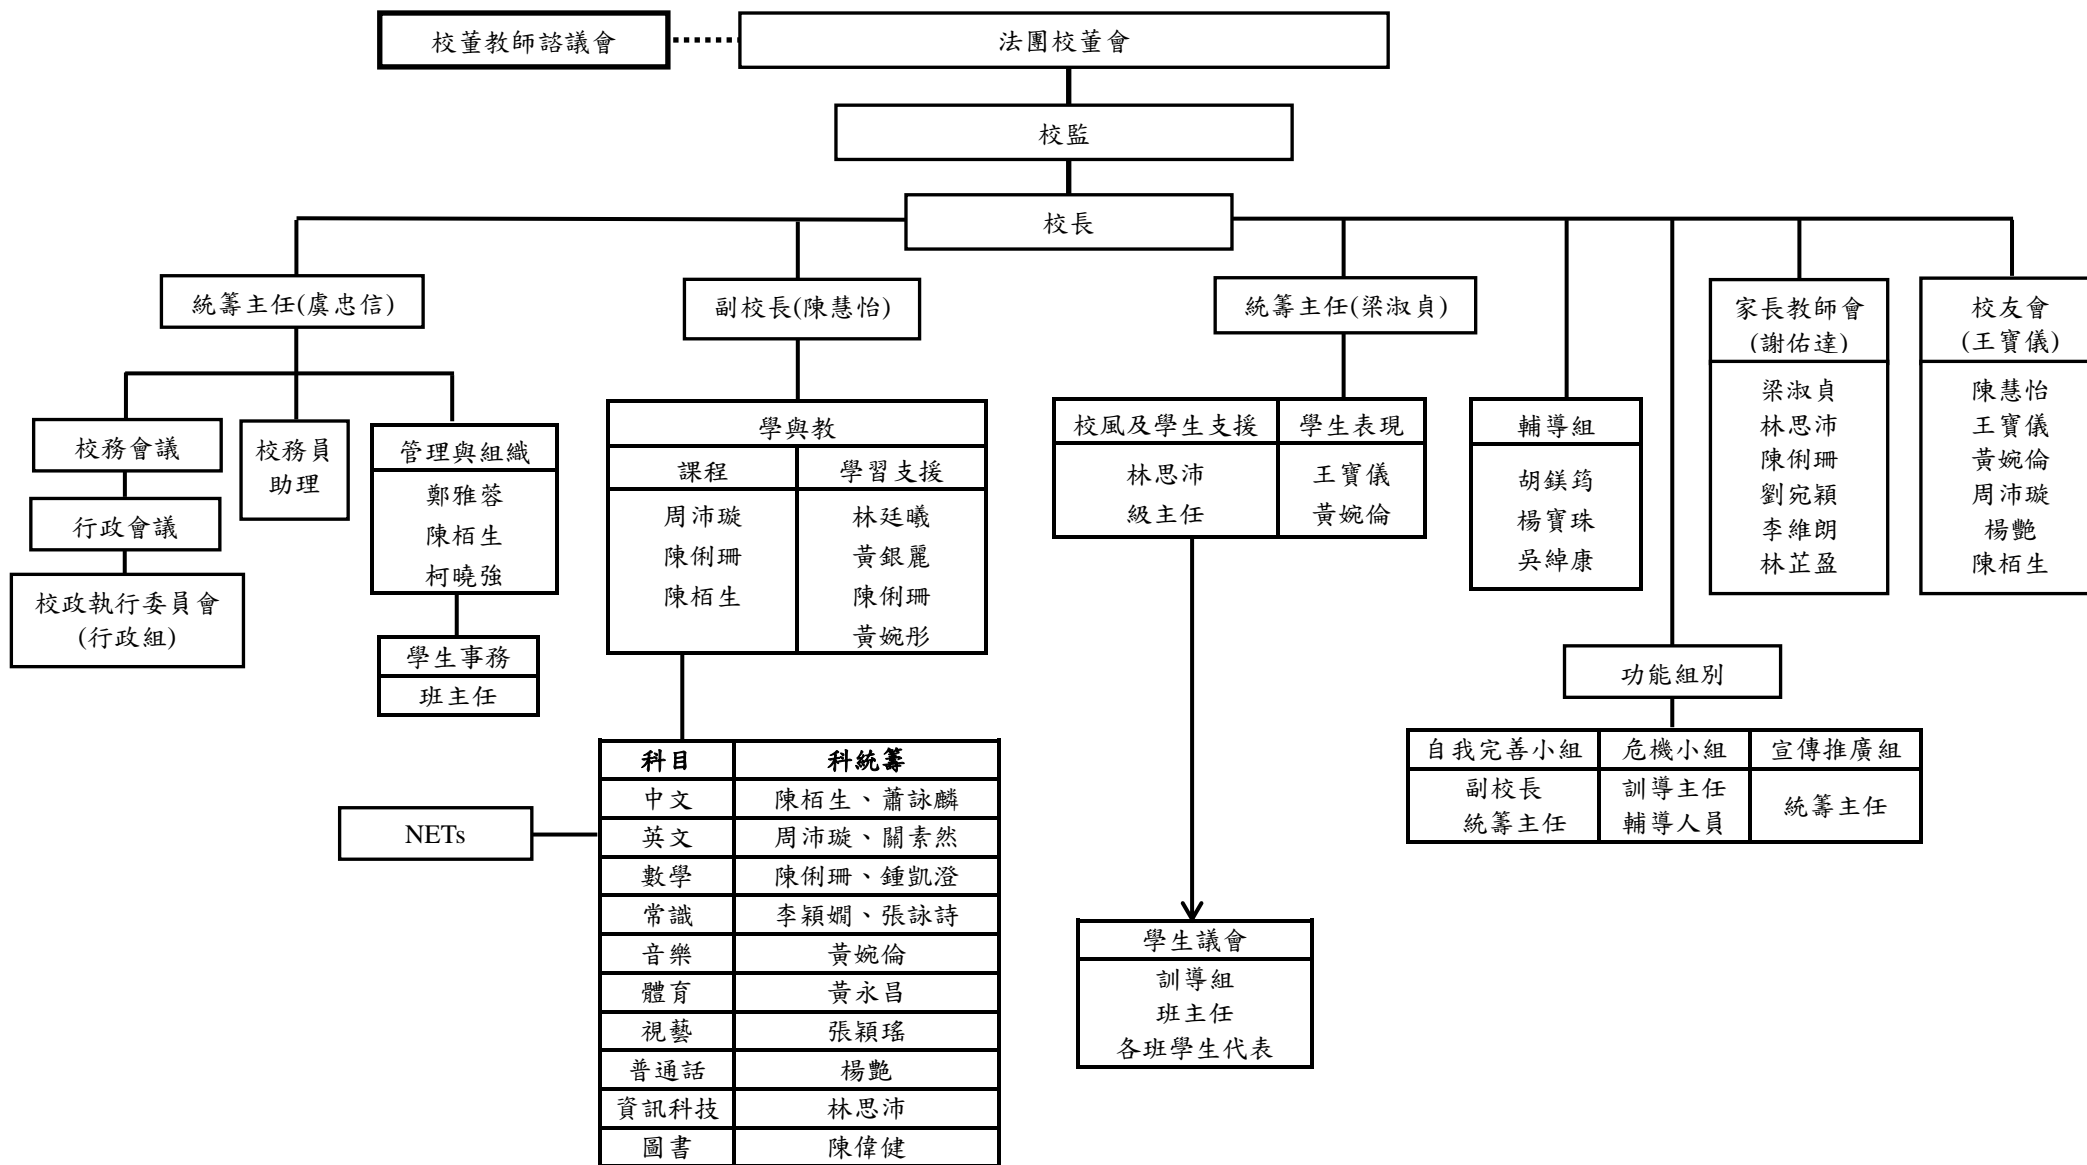 校董教師諮議會
法團校董會
校監
校長
統籌主任(虞忠信)
校務會議
行政會議
校政執行委員會
(行政組)
校務員
助理
管理與組織
鄭雅蓉
陳栢生
柯曉強
學生事務
班主任
副校長(陳慧怡)
學與教
課程
周沛璇
陳俐珊
陳栢生
學習支援
林廷曦
黃銀麗
陳俐珊
黃婉彤
科目 科統籌
中文 陳栢生、蕭詠麟
英文 周沛璇、關素然
數學 陳俐珊、鍾凱澄
常識 李穎嫺、張詠詩
音樂 黃婉倫
體育 黃永昌
視藝 張穎瑤
普通話 楊艷
資訊科技 林思沛
圖書 陳偉健
NETs
統籌主任(梁淑貞)
校風及學生支援
林思沛
級主任
學生表現
王寶儀
黃婉倫
學生議會
訓導組
班主任
各班學生代表
輔導組
胡鎂筠
楊寶珠
吳綽康
功能組別
自我完善小組
副校長
統籌主任
危機小組
訓導主任
輔導人員
宣傳推廣組
統籌主任
家長教師會
(謝佑達)
梁淑貞
林思沛
陳俐珊
劉宛穎
李維朗
林芷盈
校友會
(王寶儀)
陳慧怡
王寶儀
黃婉倫
周沛璇
楊艷
陳栢生